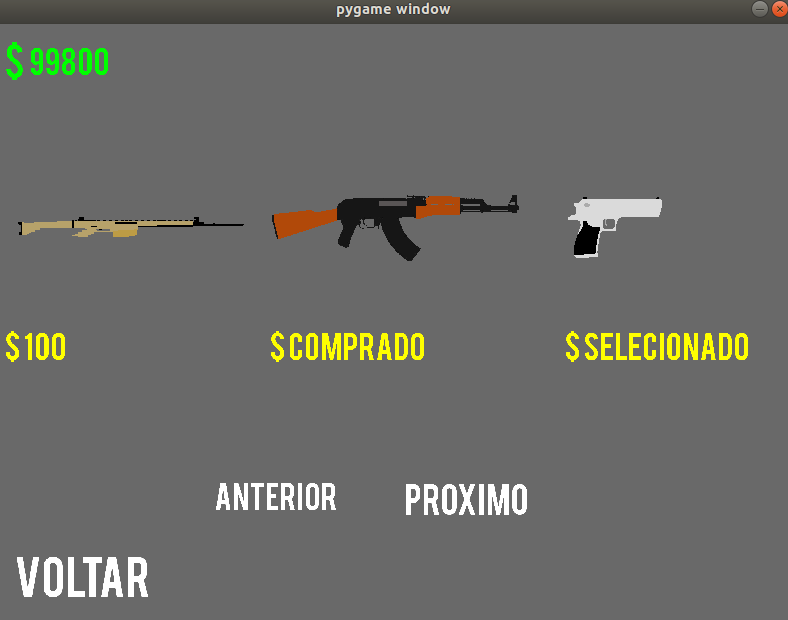 pygame window
$ 99800
$ 100
$ COMPRADO
$ SELECIONADO
ANTERIOR
PROXIMO
VOLTAR